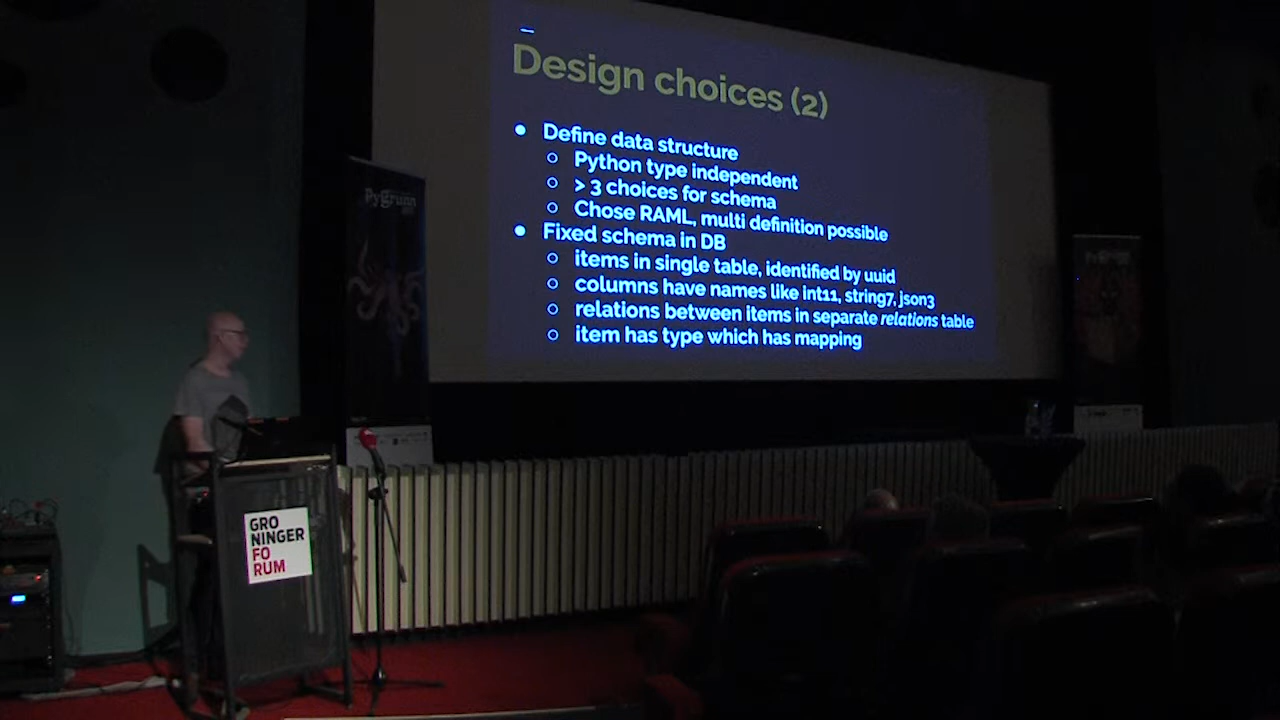 Design choices (2)
● Define data structure
○ Python type independent
○ > 3 choices for schema
○ Chose RAML, multi definition possible
● Fixed schema in DB
○ items in single table, identified by uuid
○ columns have names like int11, string7, json3
○ relations between items in separate relations table
○ item has type which has mapping
Pygrunn
GRO
NINGER
FO
RUM